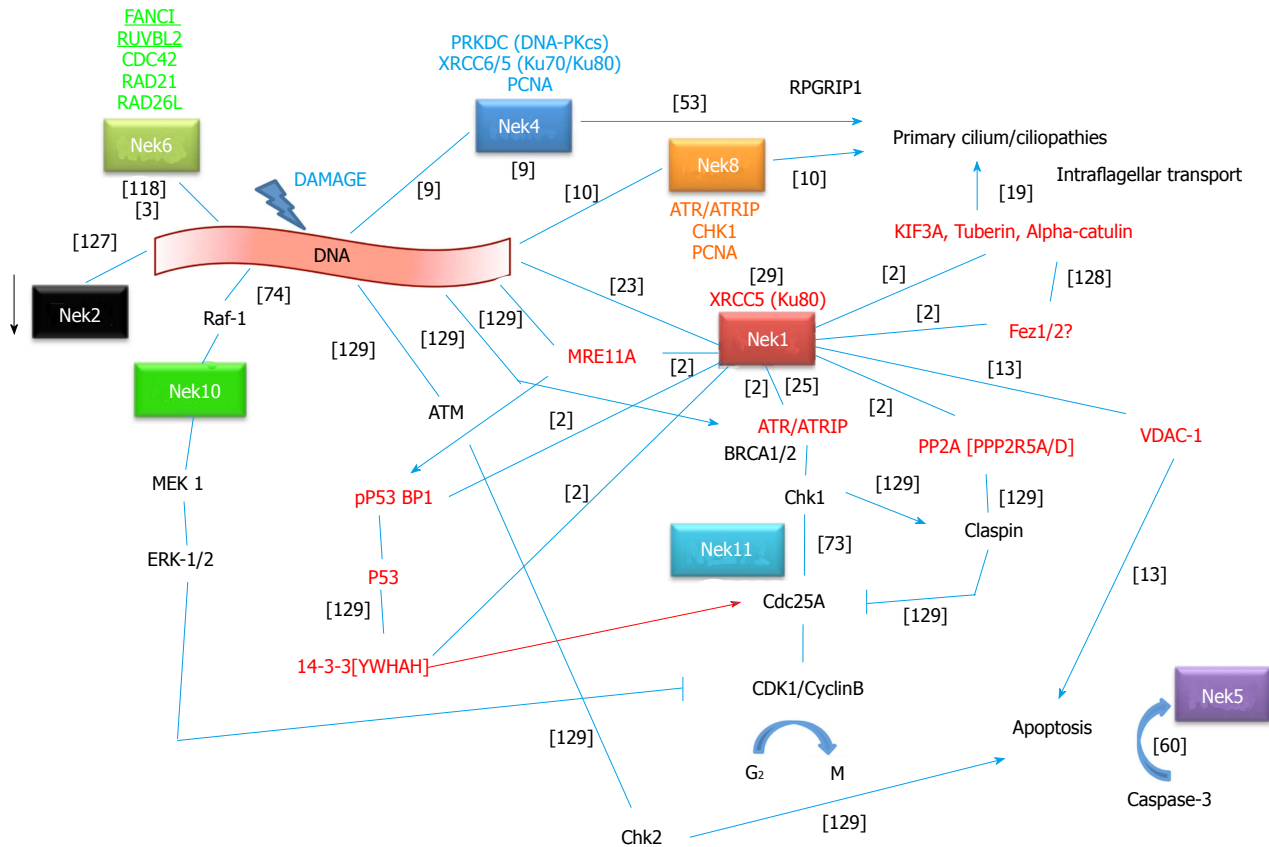 FANCI
RUVBL2
CDC42
RAD21
RAD26L
Nek6
[118]
[3]
PRKDC (DNA-PKcs)
XRCC6/5 (Ku70/Ku80)
PCNA
Nek4
[9]
[9]
[53]
RPGRIP1
Primary cilium/ciliopathies
Nek8
[10]
[10]
ATR/ATRIP
CHK1
PCNA
Intraflagellar transport
[19]
KIF3A, Tuberin, Alpha-catulin
DAMAGE
DNA
[127]
Nek2
[74]
Raf-1
Nek10
[129]
[129]
[129]
[23]
[29]
XRCC5 (Ku80)
Nek1
[2]
[128]
[2]
Fez1/2?
MRE11A
[2]
[2]
[25]
[13]
[2]
ATM
[2]
ATR/ATRIP
BRCA1/2
PP2A [PPP2R5A/D]
VDAC-1
MEK 1
pP53 BP1
[2]
Chk1
[129]
[129]
Claspin
ERK-1/2
Nek11
[73]
P53
[129]
Cdc25A
[129]
[13]
14-3-3[YWHAH]
CDK1/CyclinB
Nek5
Apoptosis
[60]
Caspase-3
[129]
G2
M
Chk2
[129]